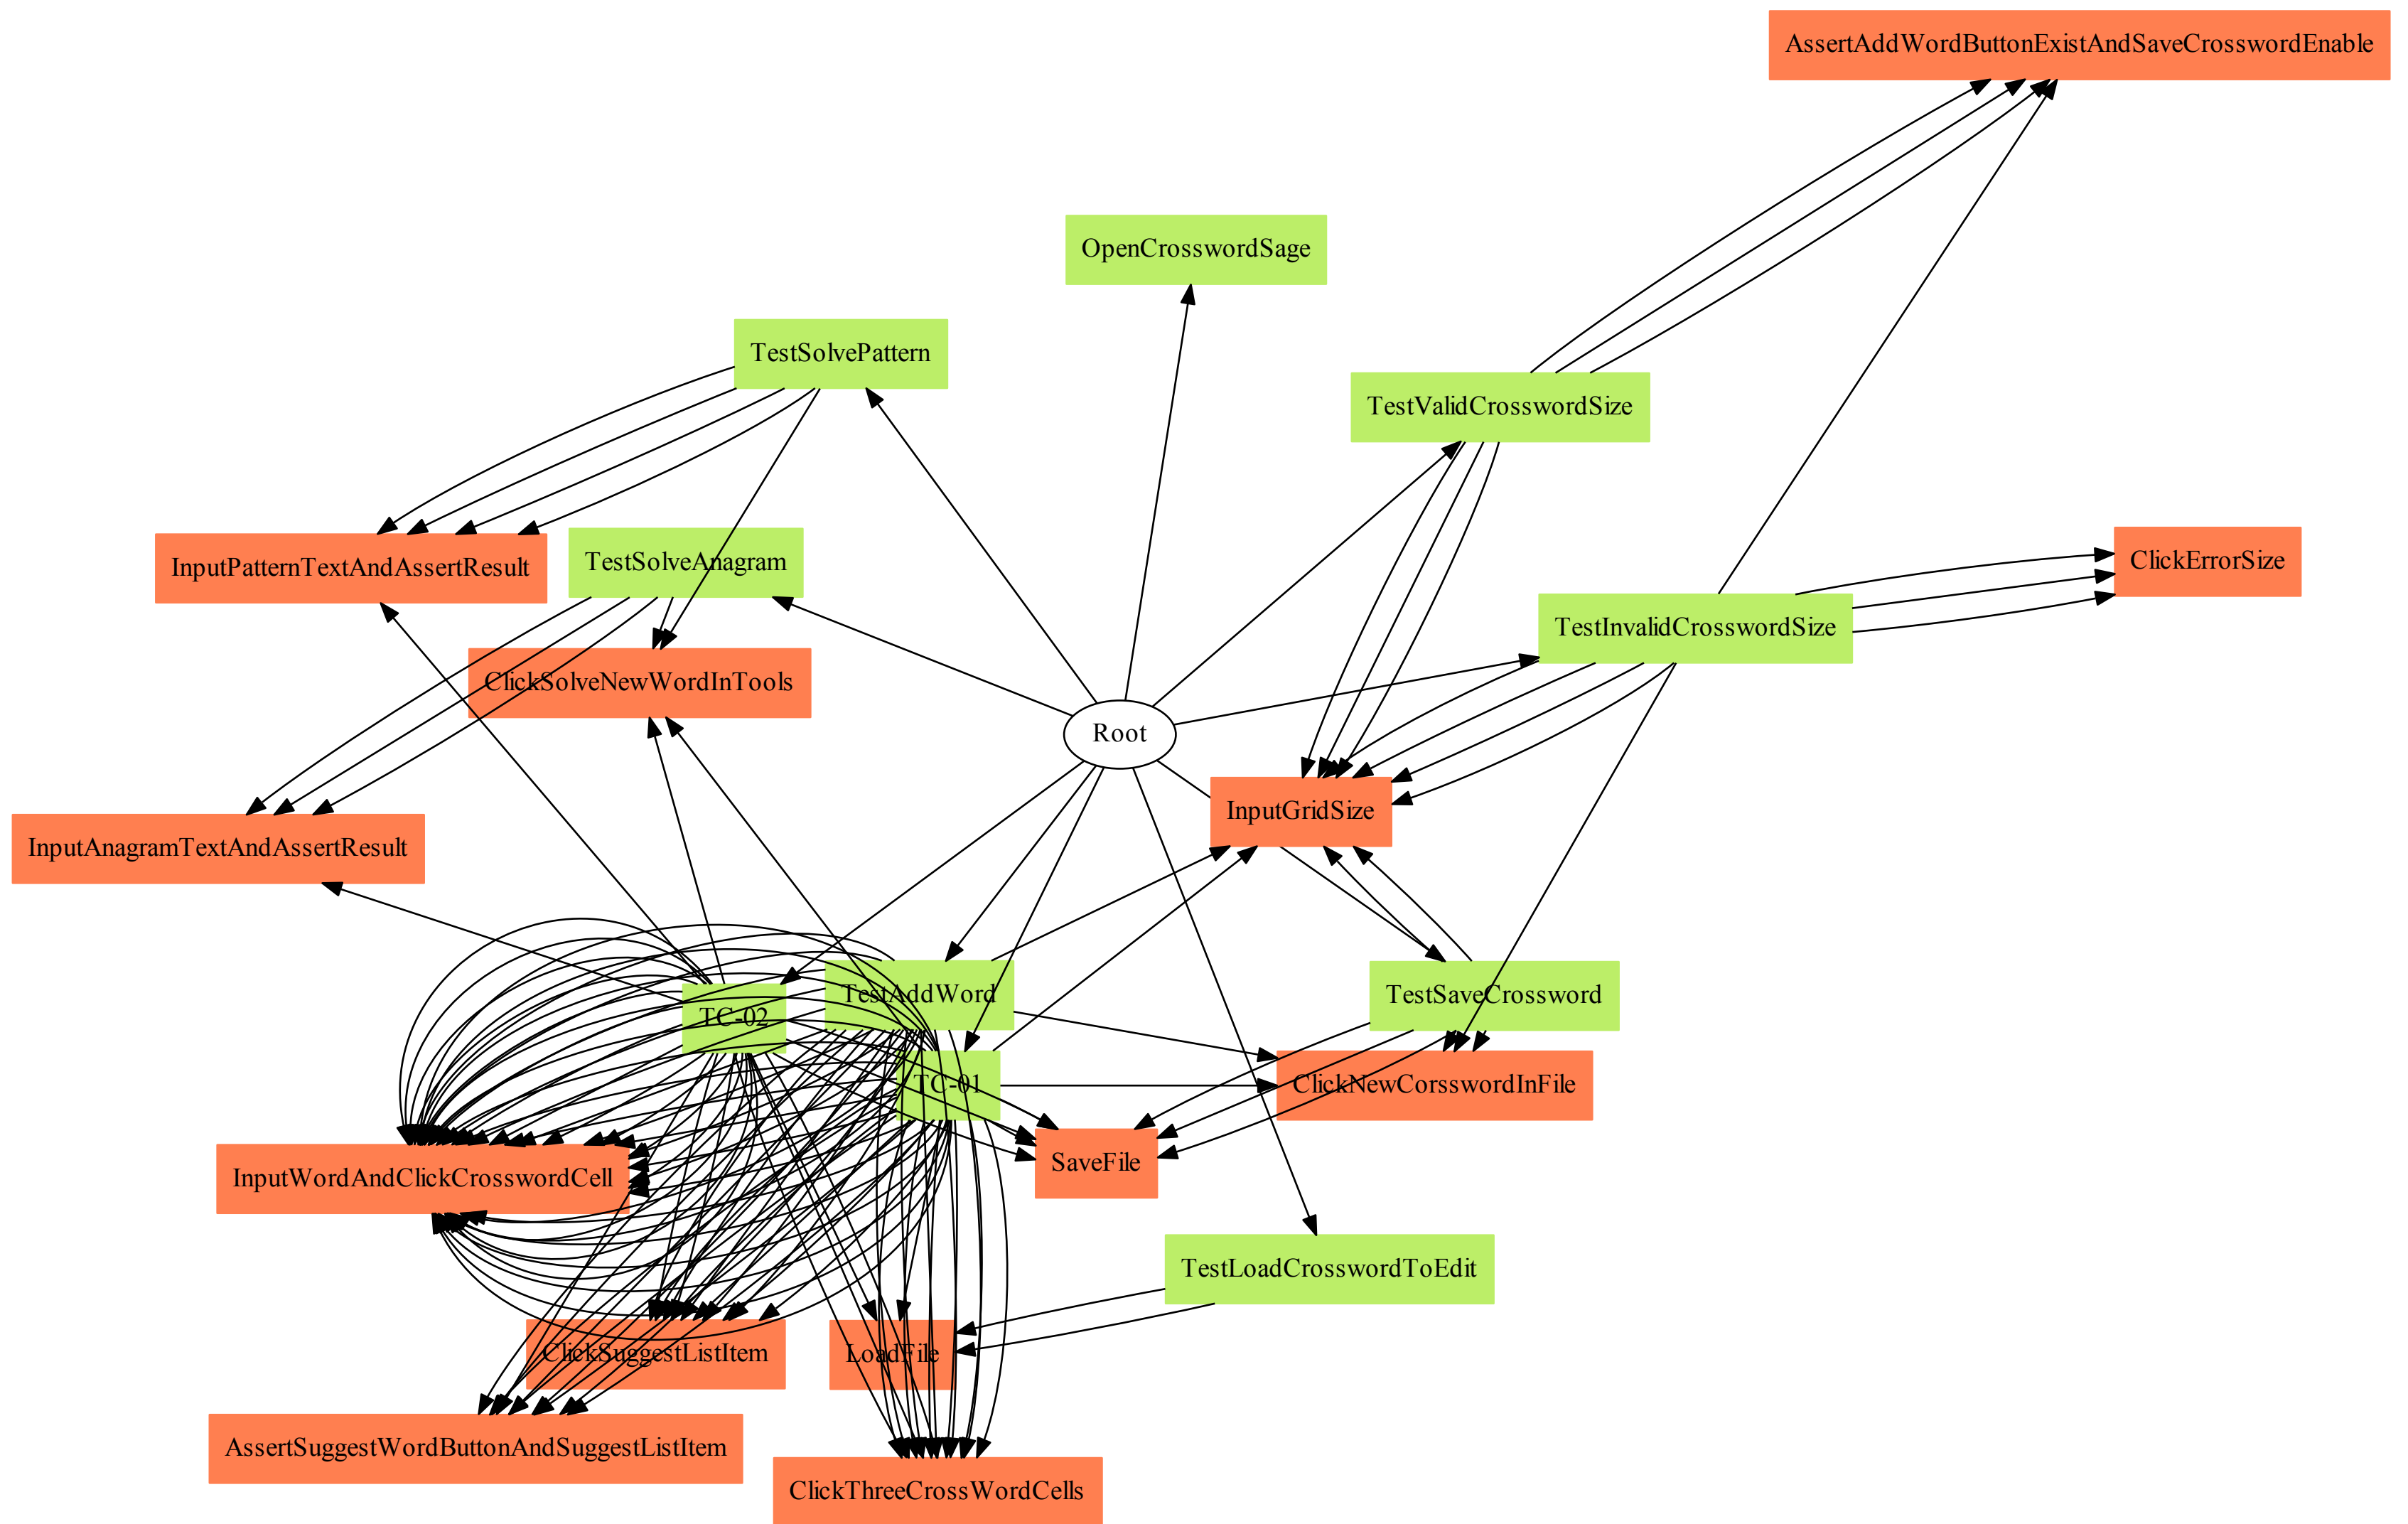 AssertAddWordButtonExistAndSaveCrosswordEnable
OpenCrosswordSage
TestSolvePattern
TestValidCrosswordSize
InputPatternTextAndAssertResult
TestSolveAnagram
ClickErrorSize
TestInvalidCrosswordSize
ClickSolveNewWordInTools
Root
InputGridSize
InputAnagramTextAndAssertResult
TC-02
TestAddWord
TestSaveCrossword
TC-01
ClickNewCorsswordInFile
InputWordAndClickCrosswordCell
SaveFile
TestLoadCrosswordToEdit
ClickSuggestListItem
LoadFile
AssertSuggestWordButtonAndSuggestListItem
ClickThreeCrossWordCells